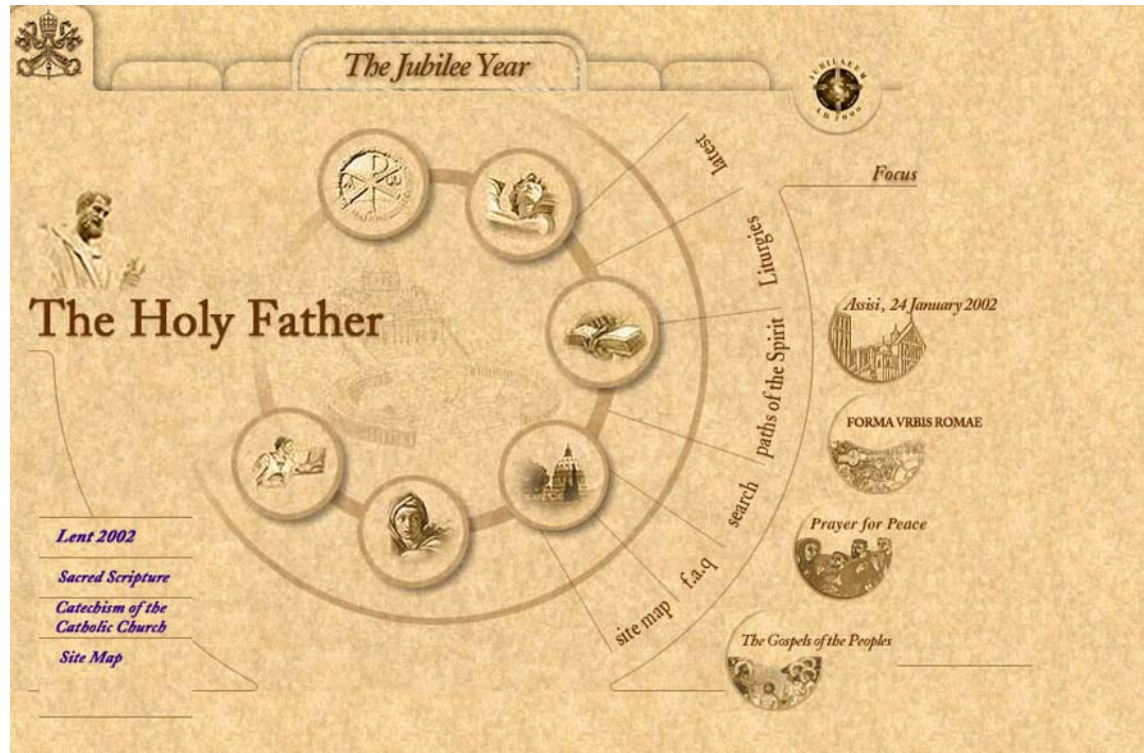 The Jubilee Year
IUBILAEUM
A.D. 2000
latest
Focus
Liturgies
The Holy Father
Assisi, 24 January 2002
paths of the Spirit
FORMA VRBIS ROMAE
search
Prayer for Peace
Lent 2002
f.a.q
Sacred Scripture
Catechism of the
Catholic Church
site map
The Gospels of the Peoples
Site Map